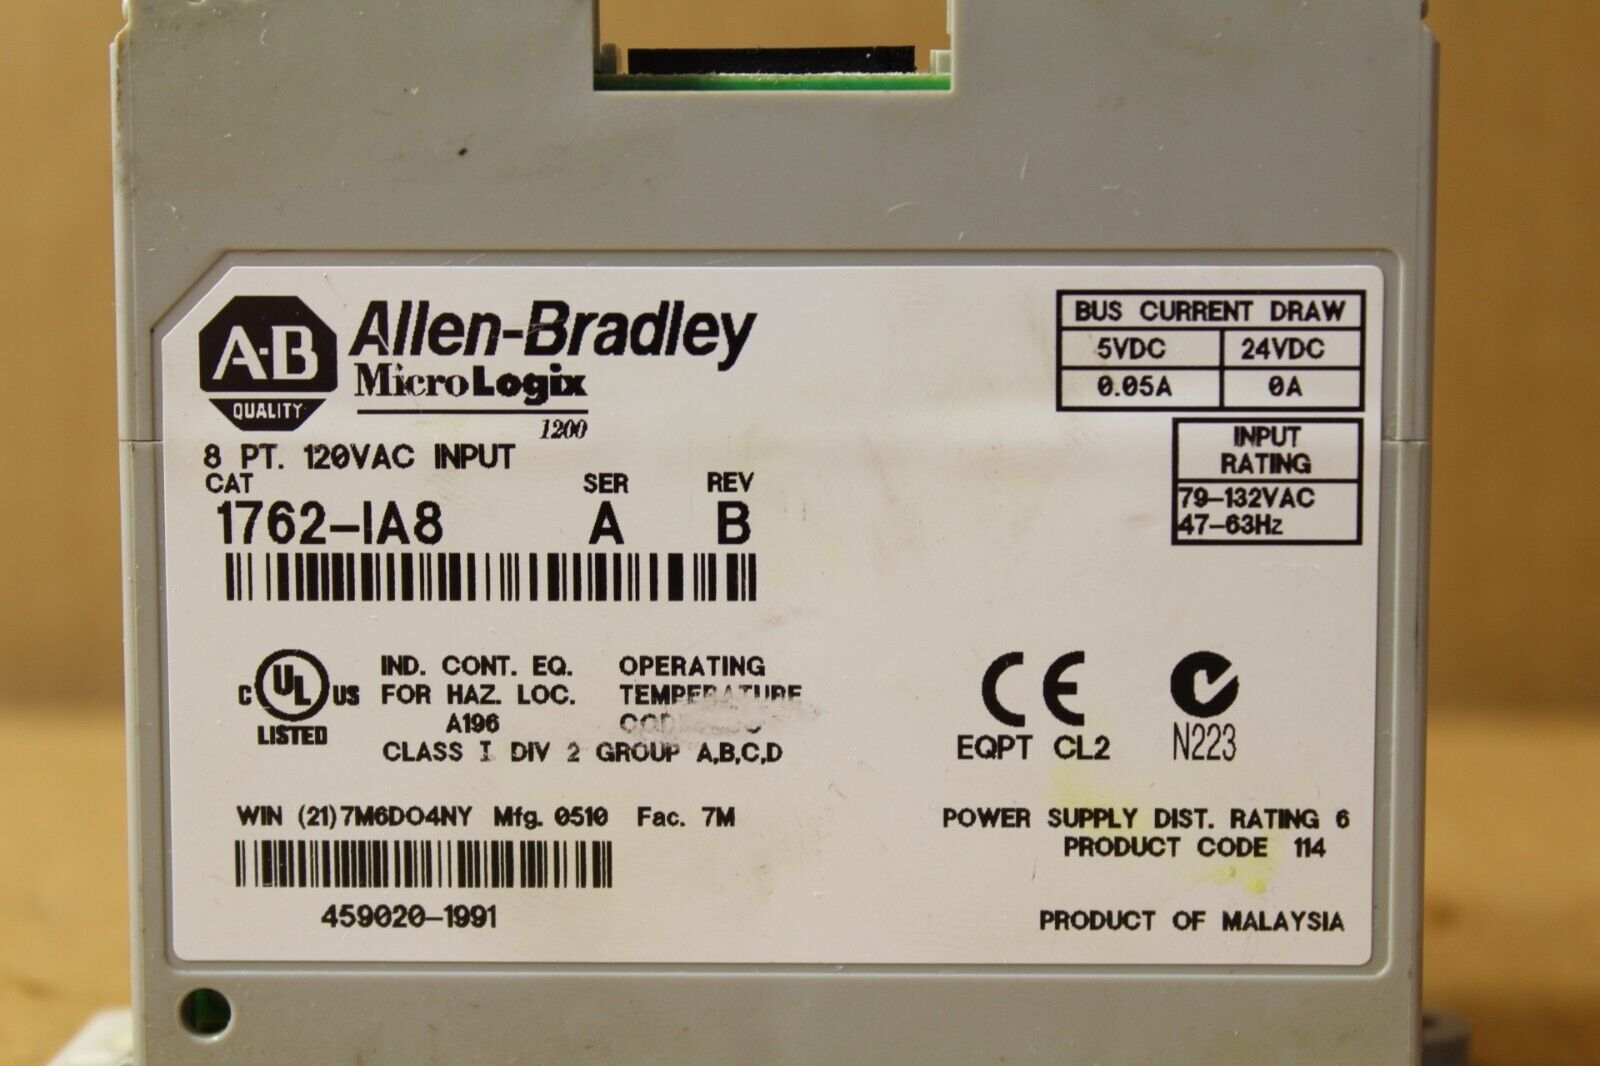 A-B
QUALITY
Allen-Bradley
MicroLogix
1200
8 PT. 120VAC INPUT
CAT SER REV
1762-IA8 A B
BUS CURRENT DRAW
5VDC 24VDC
0.05A 0A
INPUT
RATING
79-132VAC
47-63Hz
C UL US
LISTED
IND. CONT. EQ.
FOR HAZ. LOC.
A196
CLASS I DIV 2 GROUP A,B,C,D
OPERATING
TEMPERATURE
CE
EQPT CL2
N223
WIN (21)7M6DO4NY Mfg. 0510 Fac. 7M
459020-1991
POWER SUPPLY DIST. RATING 6
PRODUCT CODE 114
PRODUCT OF MALAYSIA